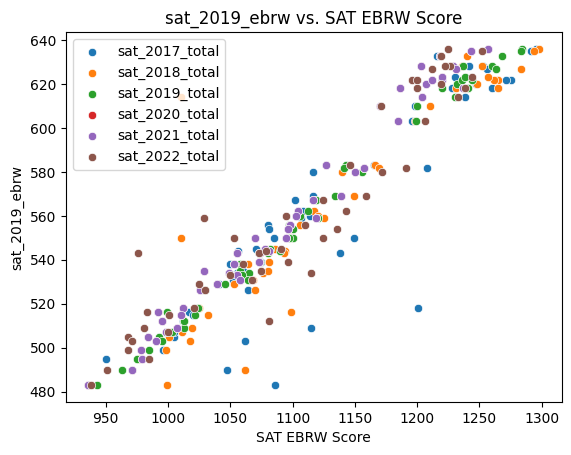 sat_2019_ebrw vs. SAT EBRW Score
sat_2017_total
sat_2018_total
sat_2019_total
sat_2020_total
sat_2021_total
sat_2022_total
640
620
600
580
560
540
520
500
480
sat_2019_ebrw
950 1000 1050 1100 1150 1200 1250 1300
SAT EBRW Score